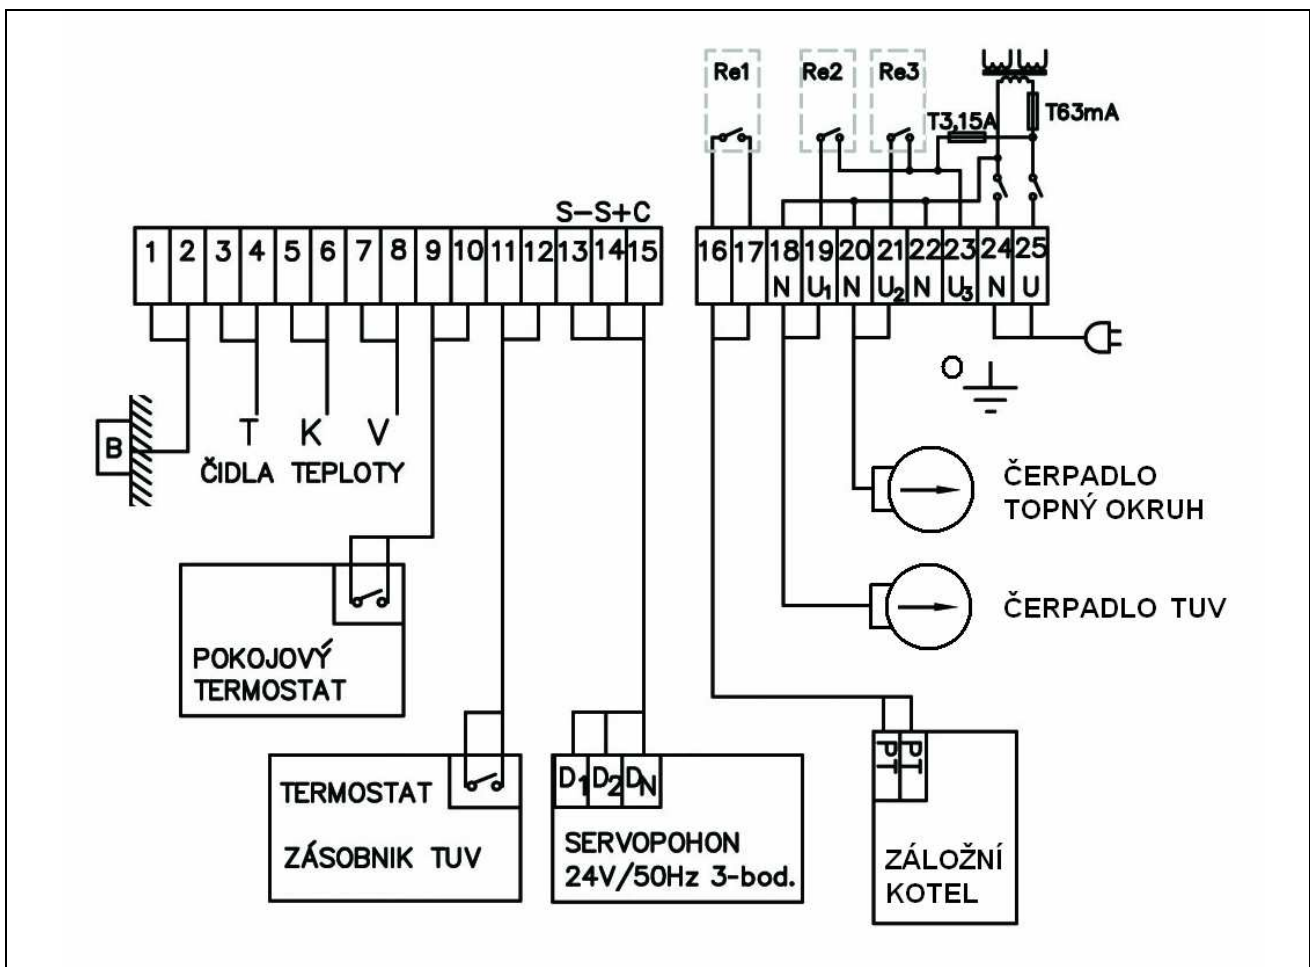 Re1 Re2 Re3
T3,15A T63mA
S-S+C
1 2 3 4 5 6 7 8 9 10 11 12 13 14 15
16 17 18 19 20 21 22 23 24 25
N U1 N U2 N U3 N U
B
T K V
ČIDLA TEPLOTY
O
ČERPADLO
TOPNÝ OKRUH
ČERPADLO TUV
POKOJOVÝ
TERMOSTAT
TERMOSTAT
ZÁSOBNIK TUV
D1 D2 DN
SERVOPOHON
24V/50Hz 3-bod.
PT PT
ZÁLOŽNÍ
KOTEL